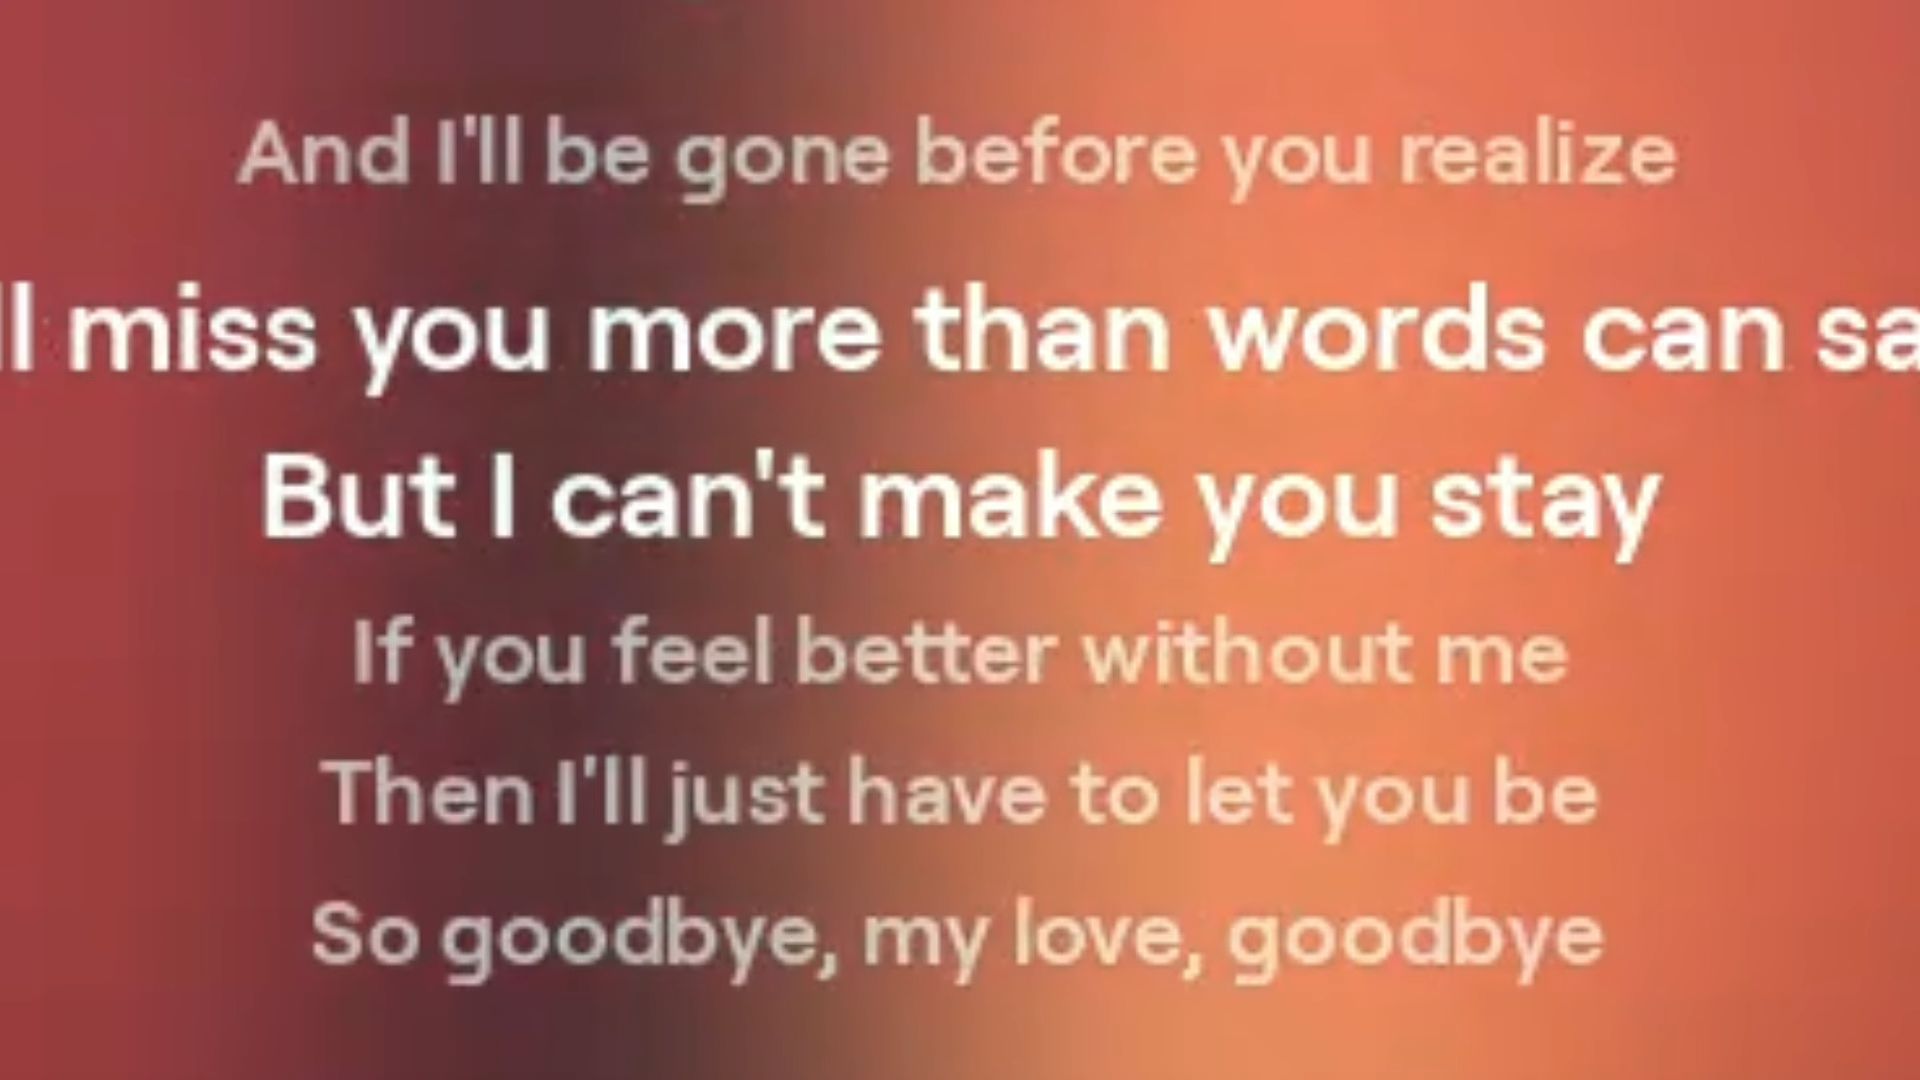 And I'll be gone before you realize
ll miss you more than words can sa
But I can't make you stay
If you feel better without me
Then I'll just have to let you be
So goodbye, my love, goodbye